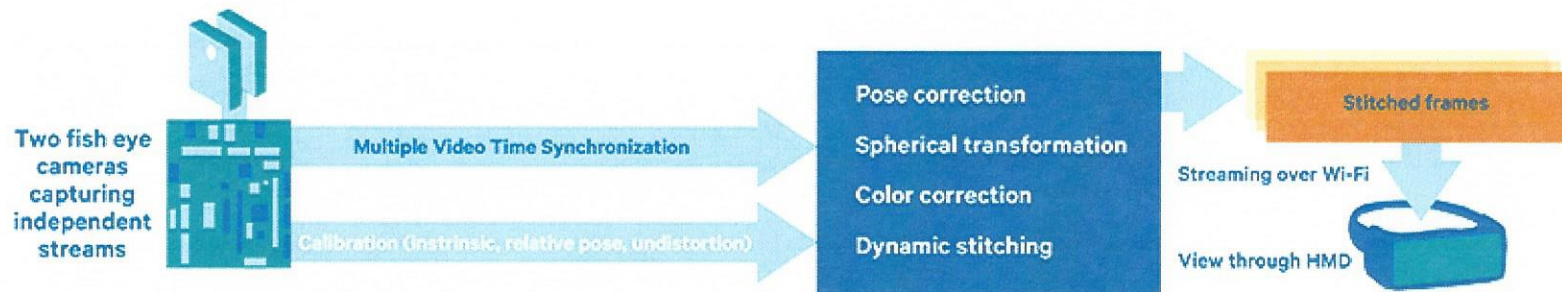 Two fish eye
cameras
capturing
independent
streams
Multiple Video Time Synchronization
Calibration (instrinsic, relative pose, undistortion)
Pose correction
Spherical transformation
Color correction
Dynamic stitching
Stitched frames
Streaming over Wi-Fi
View through HMD